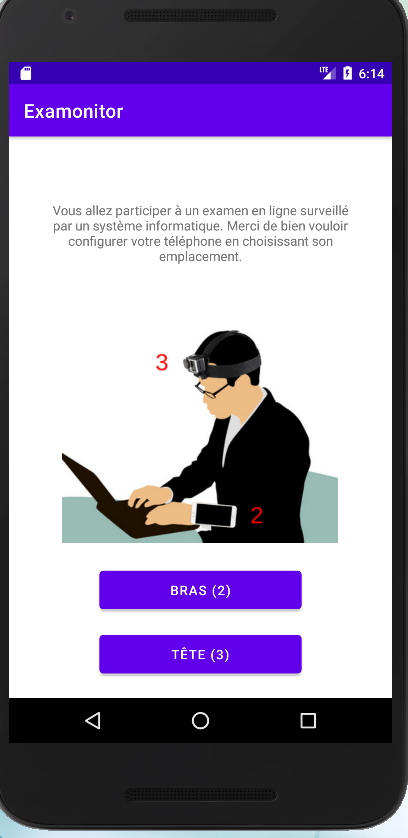 LTE 6:14
Examonitor
Vous allez participer à un examen en ligne surveillé
par un système informatique. Merci de bien vouloir
configurer votre téléphone en choisissant son
emplacement.
3
2
BRAS (2)
TÊTE (3)